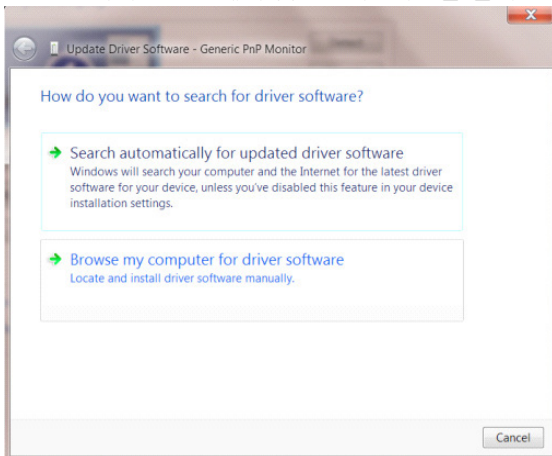 Update Driver Software - Generic PnP Monitor
How do you want to search for driver software?
Search automatically for updated driver software
Windows will search your computer and the Internet for the latest driver
software for your device, unless you've disabled this feature in your device
installation settings.
Browse my computer for driver software
Locate and install driver software manually.
Cancel